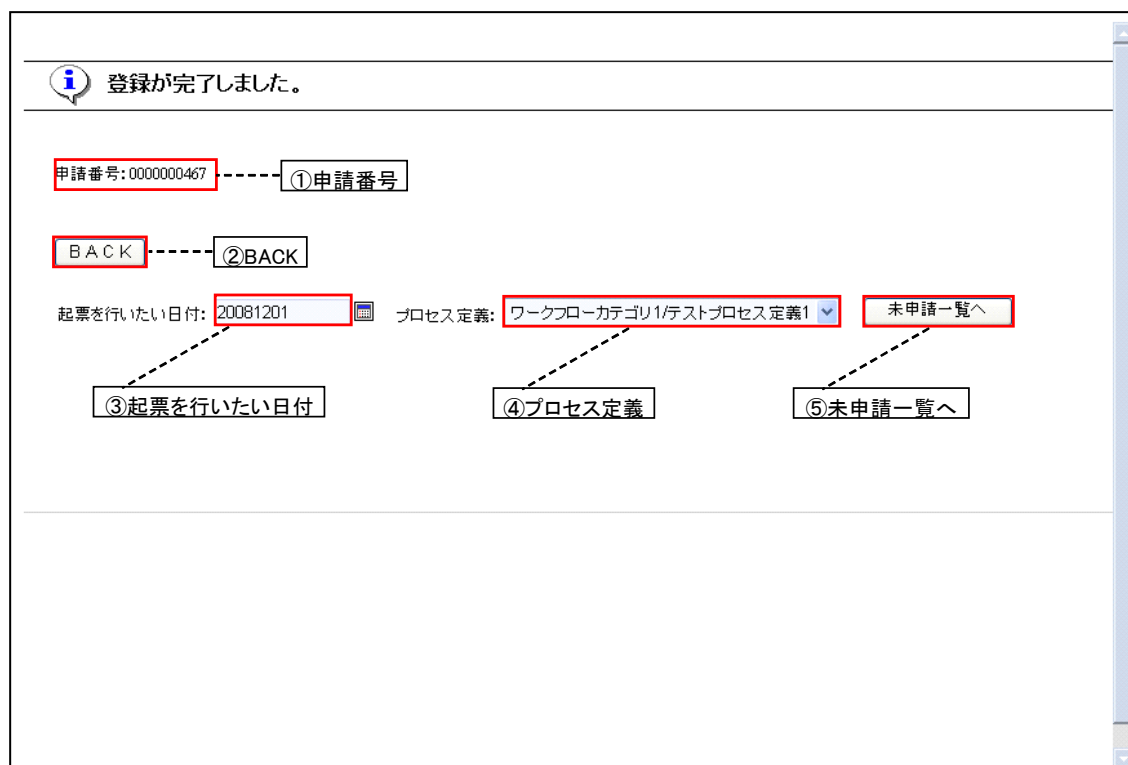 登録が完了しました。
申請番号:0000000467
①申請番号
BACK
②BACK
起票を行いたい日付: 20081201 プロセス定義: ワークフローカテゴリ1/テストプロセス定義1 未申請一覧へ
③起票を行いたい日付 ④プロセス定義 ⑤未申請一覧へ